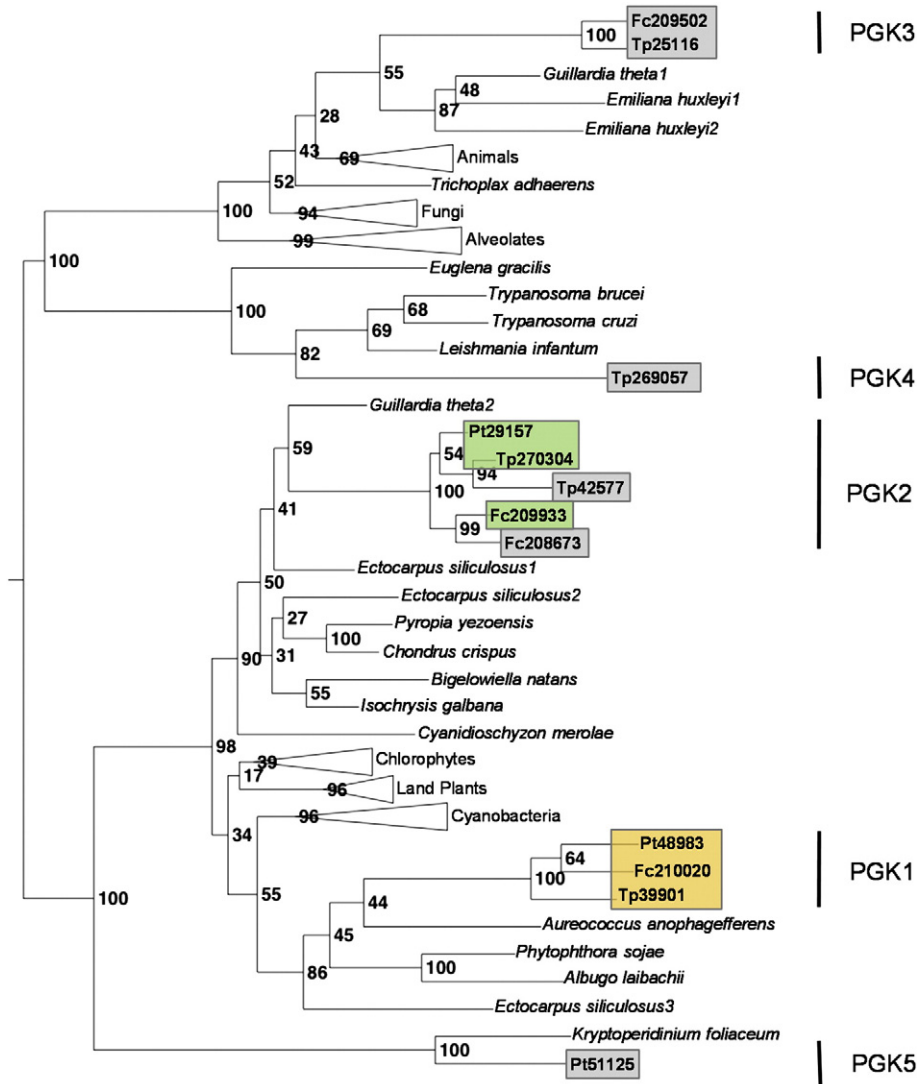 Fc209502
PGK3
100
Tp25116
55
Guillardia theta1
48
Emiliana huxleyi1
87
28
Emiliana huxleyi2
43
69
Animals
52
Trichoplax adhaerens
100
94
Fungi
99
Alveolates
100
Euglena gracilis
Trypanosoma brucei
68
100
Trypanosoma cruzi
69
Leishmania infantum
82
Tp269057
PGK4
Guillardia theta2
Pt29157
59
54
Tp270304
94
100
Tp42577
PGK2
41
Fc209933
99
Fc208673
Ectocarpus siliculosus1
50
Ectocarpus siliculosus2
27
Pyropia yezoensis
100
90
31
Chondrus crispus
Bigelowiella natans
55
Isochrysis galbana
Cyanidioschyzon merolae
98
39
Chlorophytes
17
96
Land Plants
34
96
Cyanobacteria
Pt48983
64
100
Fc210020
PGK1
55
Tp39901
100
44
Aureococcus anophagefferens
45
Phytophthora sojae
100
86
Albugo laibachii
Ectocarpus siliculosus3
Kryptoperidinium foliaceum
100
Pt51125
PGK5